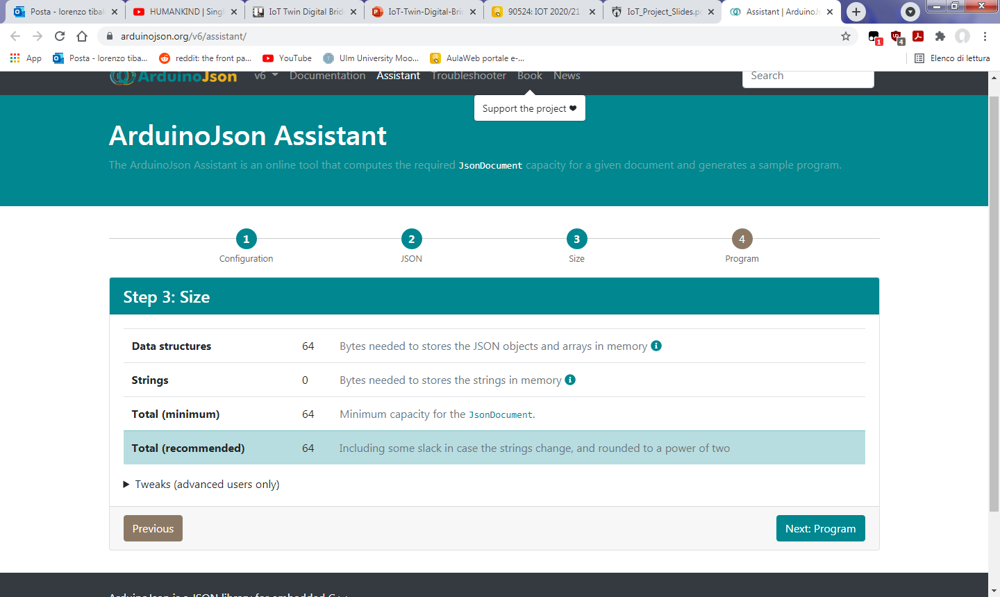 Posta - lorenzo tibal
HUMANKIND | Singl
IoT Twin Digital Brid
IoT-Twin-Digital-Bric
90524: IOT 2020/21
IoT_Project_Slides.pd
Assistant | ArduinoJs
arduinojson.org/v6/assistant/
1
4
App
Posta - lorenzo tiba...
reddit: the front pa...
YouTube
Ulm University Moo...
AulaWeb portale e-...
Elenco di lettura
ArduinoJson
v6
Documentation
Assistant
Troubleshooter
Book
News
Search
Support the project ❤
ArduinoJson Assistant
The ArduinoJson Assistant is an online tool that computes the required JsonDocument capacity for a given document and generates a sample program.
1
2
3
4
Configuration
JSON
Size
Program
Step 3: Size
Data structures 64 Bytes needed to stores the JSON objects and arrays in memory
Strings 0 Bytes needed to stores the strings in memory
Total (minimum) 64 Minimum capacity for the JsonDocument.
Total (recommended) 64 Including some slack in case the strings change, and rounded to a power of two
Tweaks (advanced users only)
Previous
Next: Program
ArduinoJson is a JSON library for embedded C++